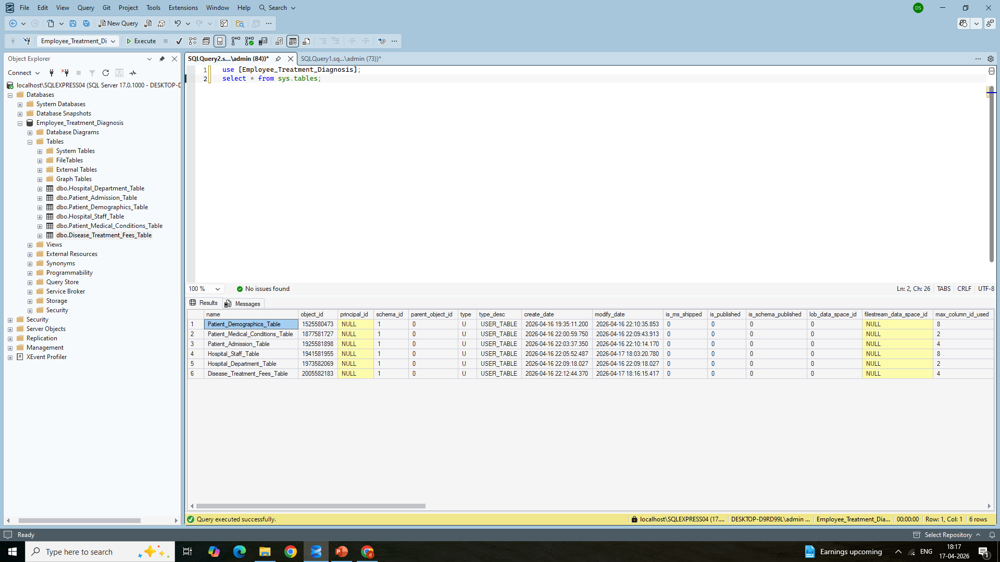 File Edit View Query Git Project Tools Extensions Window Help Search DS
New Query
Employee_Treatment_Di Execute
Object Explorer
Connect
localhost\SQLEXPRESS04 (SQL Server 17.0.1000 - DESKTOP-D
Databases
System Databases
Database Snapshots
Employee_Treatment_Diagnosis
Database Diagrams
Tables
System Tables
FileTables
External Tables
Graph Tables
dbo.Hospital_Department_Table
dbo.Patient_Admission_Table
dbo.Patient_Demographics_Table
dbo.Hospital_Staff_Table
dbo.Patient_Medical_Conditions_Table
dbo.Disease_Treatment_Fees_Table
Views
External Resources
Synonyms
Programmability
Query Store
Service Broker
Storage
Security
Security
Server Objects
Replication
Management
XEvent Profiler
SQLQuery2.s...\admin (84))* SQLQuery1.sq...\admin (73))*
1 use [Employee_Treatment_Diagnosis];
2 select * from sys.tables;
100 % No issues found Ln: 2, Ch: 26 TABS CRLF UTF-8
Results Messages
name object_id principal_id schema_id parent_object_id type type_desc create_date modify_date is_ms_shipped is_published is_schema_published lob_data_space_id filestream_data_space_id max_column_id_used
1 Patient_Demographics_Table 1525580473 NULL 1 0 U USER_TABLE 2026-04-16 19:35:11.200 2026-04-16 22:10:35.853 0 0 0 0 NULL 8
2 Patient_Medical_Conditions_Table 1877581727 NULL 1 0 U USER_TABLE 2026-04-16 22:00:59.750 2026-04-16 22:09:43.913 0 0 0 0 NULL 2
3 Patient_Admission_Table 1925581898 NULL 1 0 U USER_TABLE 2026-04-16 22:03:37.350 2026-04-16 22:10:14.170 0 0 0 0 NULL 4
4 Hospital_Staff_Table 1941581955 NULL 1 0 U USER_TABLE 2026-04-16 22:05:52.487 2026-04-17 18:03:20.780 0 0 0 0 NULL 8
5 Hospital_Department_Table 1973582069 NULL 1 0 U USER_TABLE 2026-04-16 22:09:18.027 2026-04-16 22:09:18.027 0 0 0 0 NULL 2
6 Disease_Treatment_Fees_Table 2005582183 NULL 1 0 U USER_TABLE 2026-04-16 22:12:44.370 2026-04-17 18:16:15.417 0 0 0 0 NULL 4
Query executed successfully. localhost\SQLEXPRESS04 (17.... DESKTOP-D9RD99L\admin ... Employee_Treatment_Dia... 00:00:00 Row: 1, Col: 1 6 rows
Ready Select Repository
Type here to search Earnings upcoming ENG 18:17
17-04-2026 1